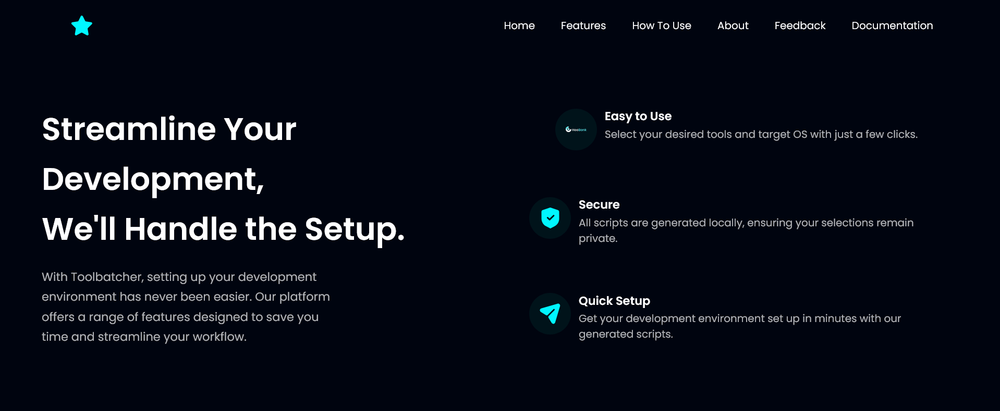 Home Features How To Use About Feedback Documentation
Streamline Your
Development,
We'll Handle the Setup.
With Toolbatcher, setting up your development
environment has never been easier. Our platform
offers a range of features designed to save you
time and streamline your workflow.
HooBank
Easy to Use
Select your desired tools and target OS with just a few clicks.
Secure
All scripts are generated locally, ensuring your selections remain
private.
Quick Setup
Get your development environment set up in minutes with our
generated scripts.